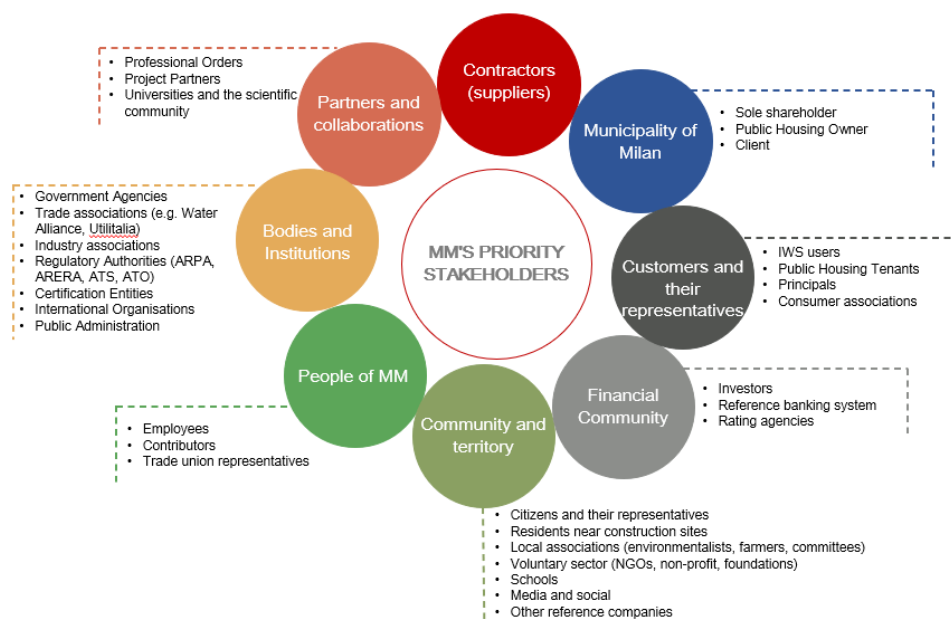 MM'S PRIORITY
STAKEHOLDERS
Contractors
(suppliers)
Municipality of
Milan
• Sole shareholder
• Public Housing Owner
• Client
Customers and
their
representatives
• IWS users
• Public Housing Tenants
• Principals
• Consumer associations
Financial
Community
• Investors
• Reference banking system
• Rating agencies
Community and
territory
• Citizens and their representatives
• Residents near construction sites
• Local associations (environmentalists, farmers, committees)
• Voluntary sector (NGOs, non-profit, foundations)
• Schools
• Media and social
• Other reference companies
People of MM
• Employees
• Contributors
• Trade union representatives
Bodies and
Institutions
• Government Agencies
• Trade associations (e.g. Water
Alliance, Utilitalia)
• Industry associations
• Regulatory Authorities (ARPA,
ARERA, ATS, ATO)
• Certification Entities
• International Organisations
• Public Administration
Partners and
collaborations
• Professional Orders
• Project Partners
• Universities and the scientific
community